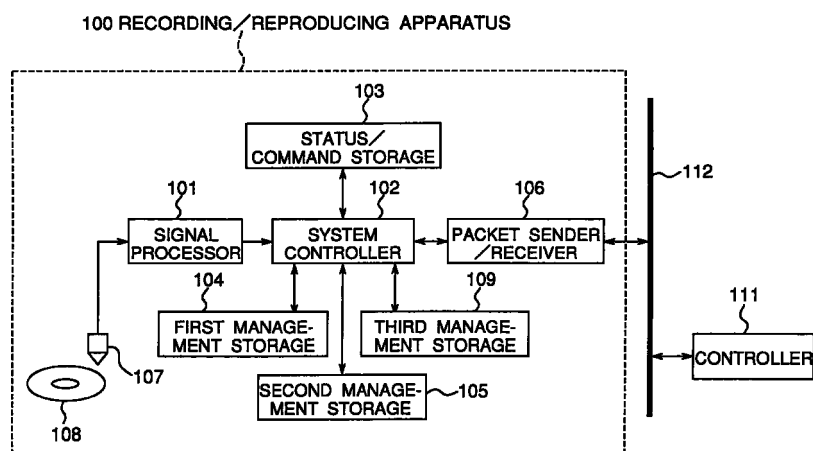 100 RECORDING/REPRODUCING APPARATUS
103
STATUS/
COMMAND STORAGE
101
102
106
112
SIGNAL
PROCESSOR
SYSTEM
CONTROLLER
PACKET SENDER
/RECEIVER
104
109
111
FIRST MANAGE-
MENT STORAGE
THIRD MANAGE-
MENT STORAGE
CONTROLLER
107
SECOND MANAGE-
MENT STORAGE
105
108